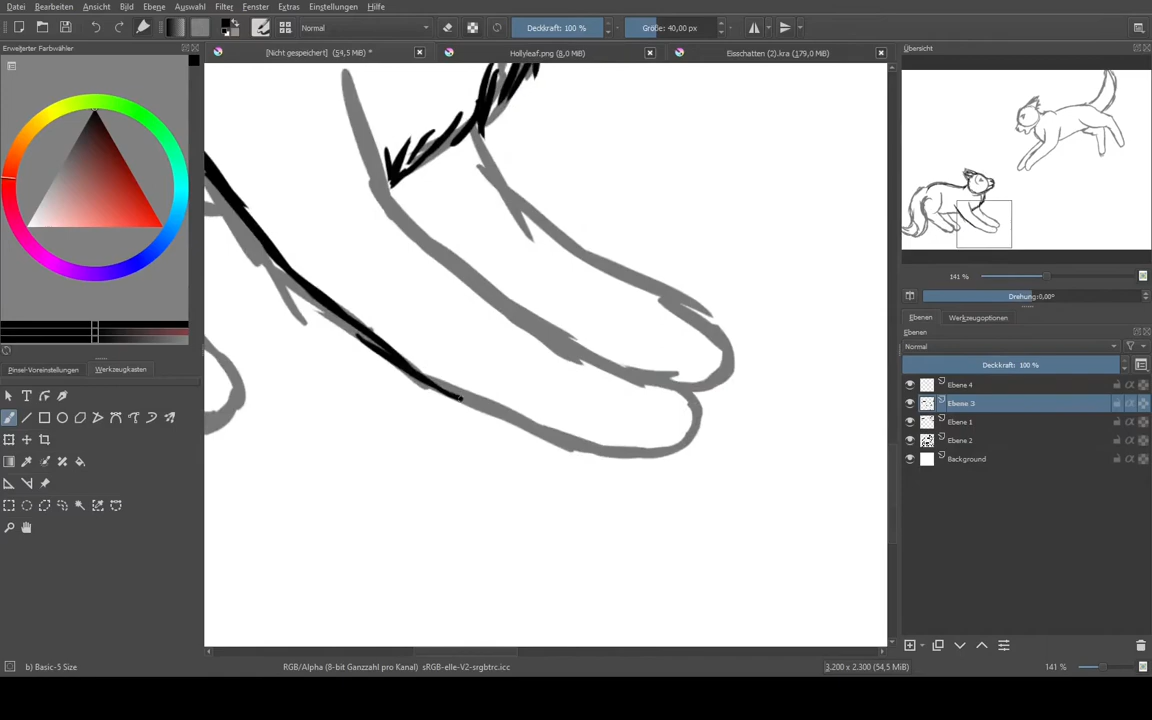 Datei Bearbeiten Ansicht Bild Ebene Auswahl Filter Fenster Extras Einstellungen Hilfe
Normal Deckkraft: 100 % Größe: 40,00 px
Erweiterter Farbwähler
[Nicht gespeichert] (54,5 MiB) * Hollyleaf.png (8,0 MiB) Eisschatten (2).kra (179,0 MiB)
Übersicht
141 %
Drehung:0,00°
Ebenen Werkzeugoptionen
Ebenen
Normal
Deckkraft: 100 %
Ebene 4
Ebene 3
Ebene 1
Ebene 2
Background
Pinsel-Voreinstellungen Werkzeugkasten
b) Basic-5 Size RGB/Alpha (8-bit Ganzzahl pro Kanal) sRGB-elle-V2-srgbtrc.icc 3.200 x 2.300 (54,5 MiB) 141 %